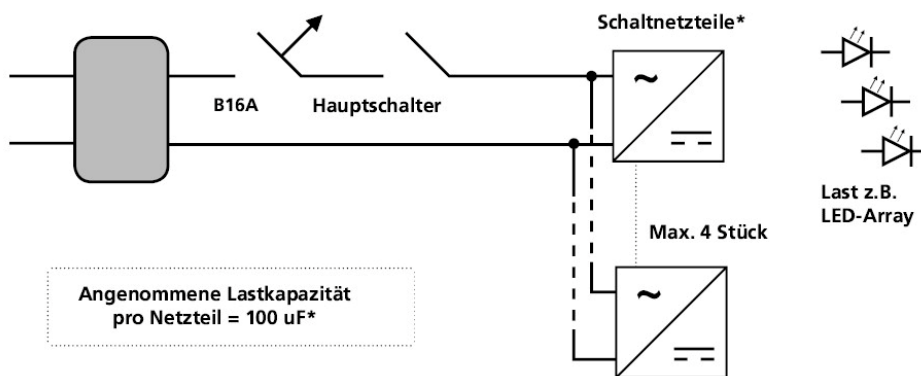 Schaltnetzteile*
B16A
Hauptschalter
Last z.B.
LED-Array
Max. 4 Stück
Angenommene Lastkapazität
pro Netzteil = 100 uF*